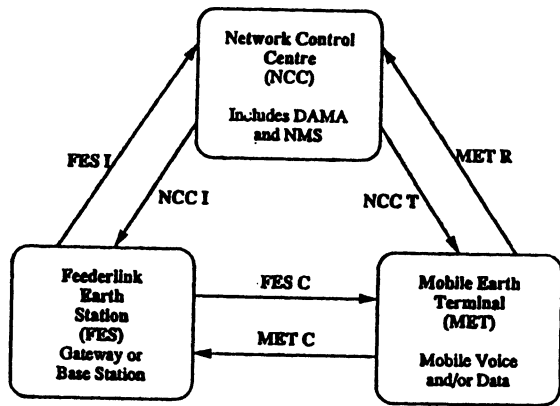 Network Control
Centre
(NCC)
Includes DAMA
and NMS
FES I
MET R
NCC I
NCC T
Feederlink
Earth
Station
(FES)
Gateway or
Base Station
FES C
MET C
Mobile Earth
Terminal
(MET)
Mobile Voice
and/or Data